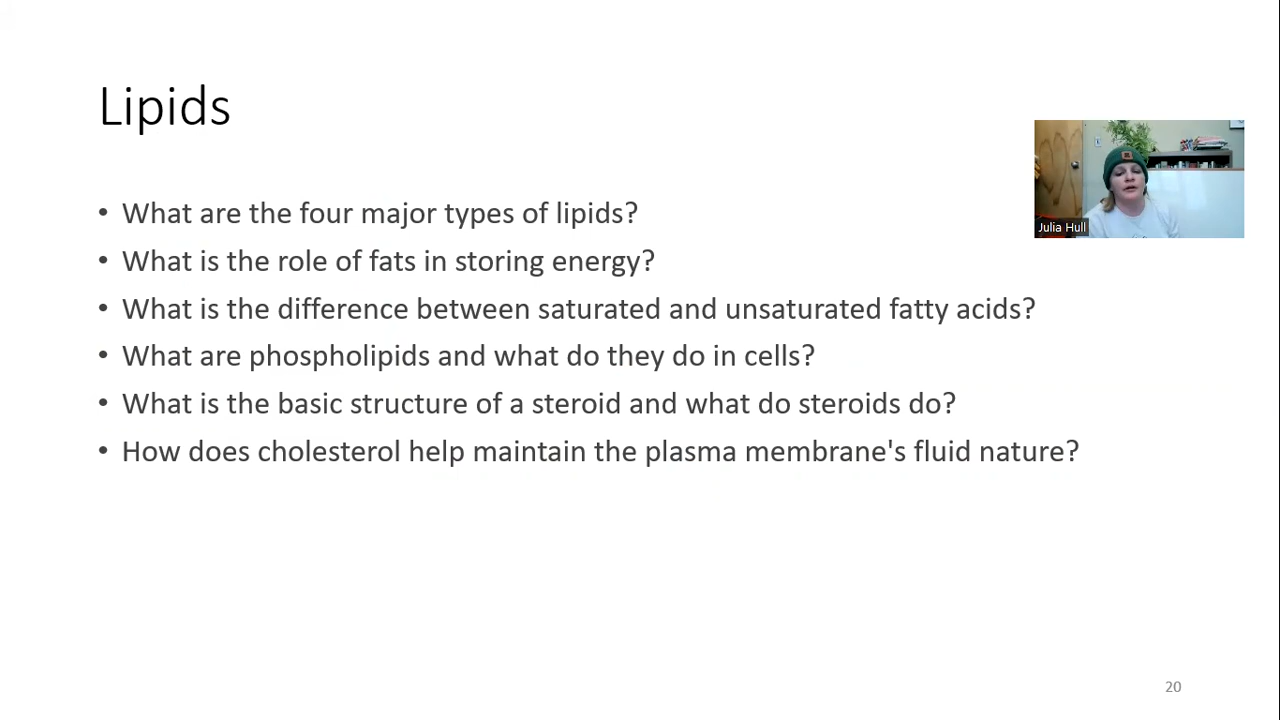 Lipids
Julia Hull
• What are the four major types of lipids?
• What is the role of fats in storing energy?
• What is the difference between saturated and unsaturated fatty acids?
• What are phospholipids and what do they do in cells?
• What is the basic structure of a steroid and what do steroids do?
• How does cholesterol help maintain the plasma membrane's fluid nature?
20